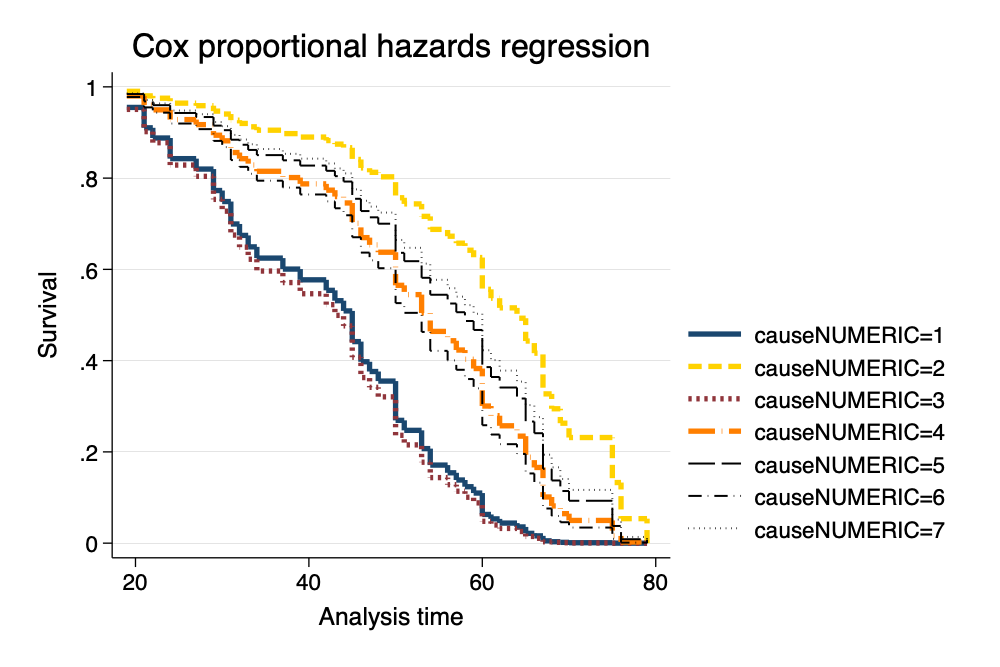 Cox proportional hazards regression
1
.8
.6
.4
.2
0
Survival
20 40 60 80
Analysis time
causeNUMERIC=1
causeNUMERIC=2
causeNUMERIC=3
causeNUMERIC=4
causeNUMERIC=5
causeNUMERIC=6
causeNUMERIC=7